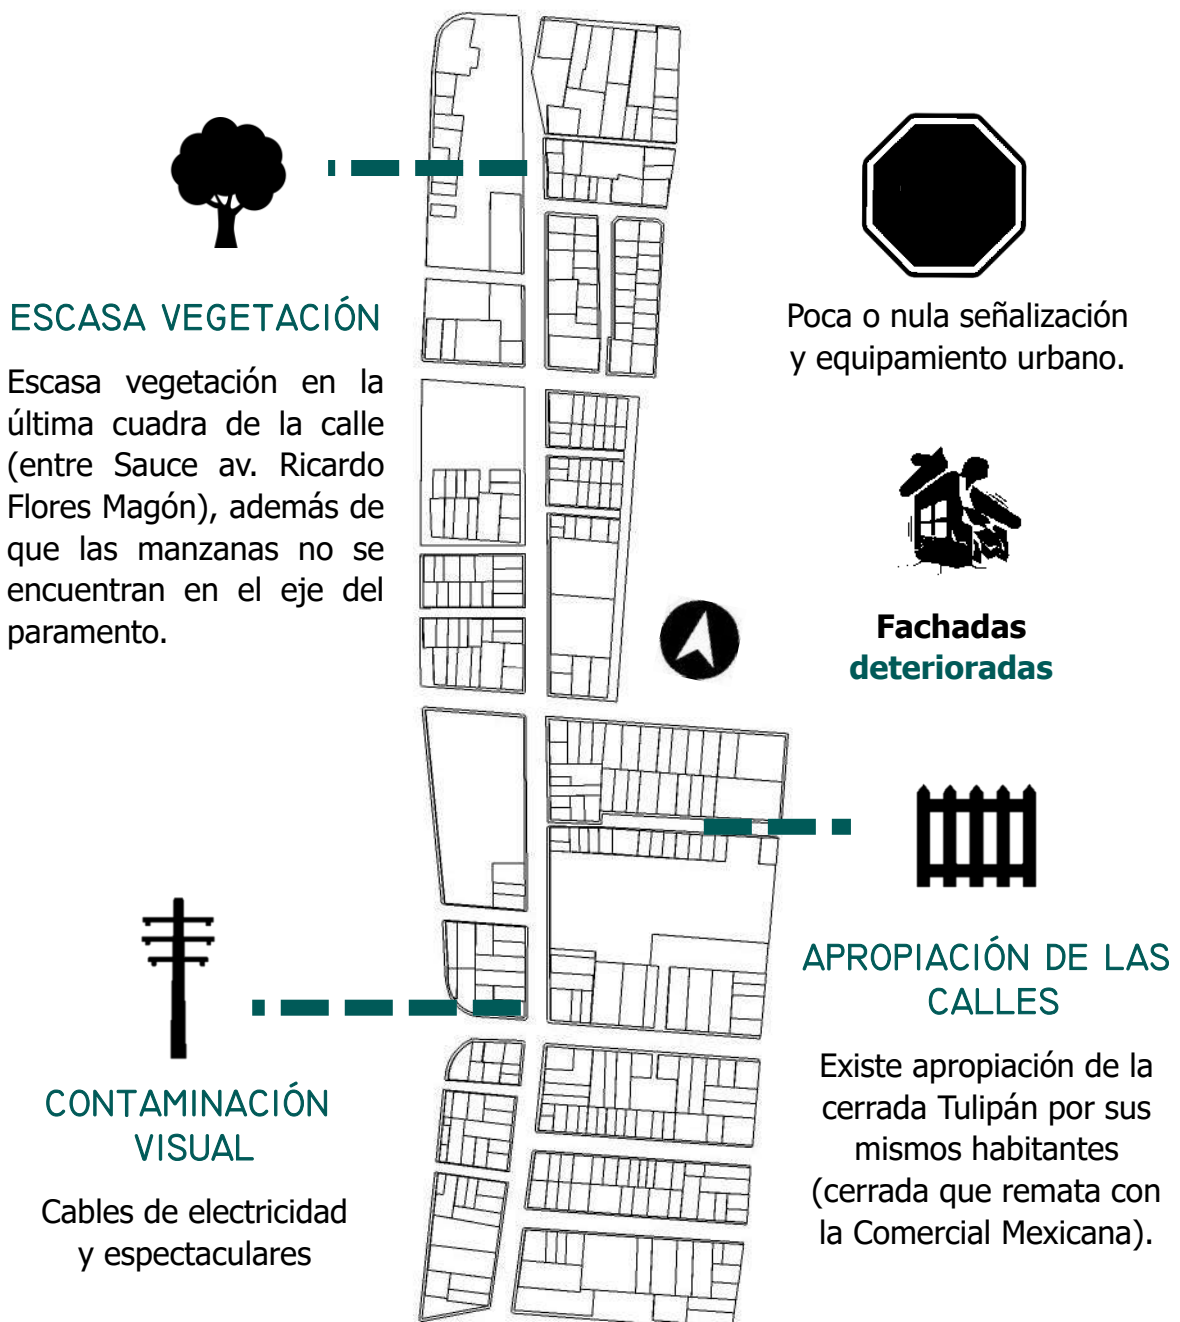 ESCASA VEGETACIÓN
Escasa vegetación en la
última cuadra de la calle
(entre Sauce av. Ricardo
Flores Magón), además de
que las manzanas no se
encuentran en el eje del
paramento.
CONTAMINACIÓN
VISUAL
Cables de electricidad
y espectaculares
Poca o nula señalización
y equipamiento urbano.
Fachadas
deterioradas
APROPIACIÓN DE LAS
CALLES
Existe apropiación de la
cerrada Tulipán por sus
mismos habitantes
(cerrada que remata con
la Comercial Mexicana).